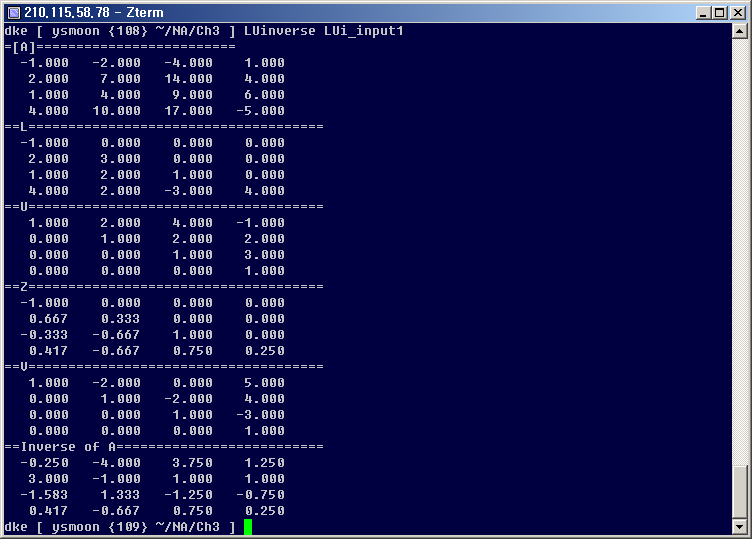 210,115,58,78 - Zterm
dke [ ysmoon {108} ~/NA/Ch3 ] LUinverse LUi_input1
=[A]=========================
-1.000 -2.000 -4.000 1.000
2.000 7.000 14.000 4.000
1.000 4.000 9.000 6.000
4.000 10.000 17.000 -5.000
==L=====================================
-1.000 0.000 0.000 0.000
2.000 3.000 0.000 0.000
1.000 2.000 1.000 0.000
4.000 2.000 -3.000 4.000
==U=====================================
1.000 2.000 4.000 -1.000
0.000 1.000 2.000 2.000
0.000 0.000 1.000 3.000
0.000 0.000 0.000 1.000
==Z=====================================
-1.000 0.000 0.000 0.000
0.667 0.333 0.000 0.000
-0.333 -0.667 1.000 0.000
0.417 -0.667 0.750 0.250
==V=====================================
1.000 -2.000 0.000 5.000
0.000 1.000 -2.000 4.000
0.000 0.000 1.000 -3.000
0.000 0.000 0.000 1.000
==Inverse of A==========================
-0.250 -4.000 3.750 1.250
3.000 -1.000 1.000 1.000
-1.583 1.333 -1.250 -0.750
0.417 -0.667 0.750 0.250
dke [ ysmoon {109} ~/NA/Ch3 ]